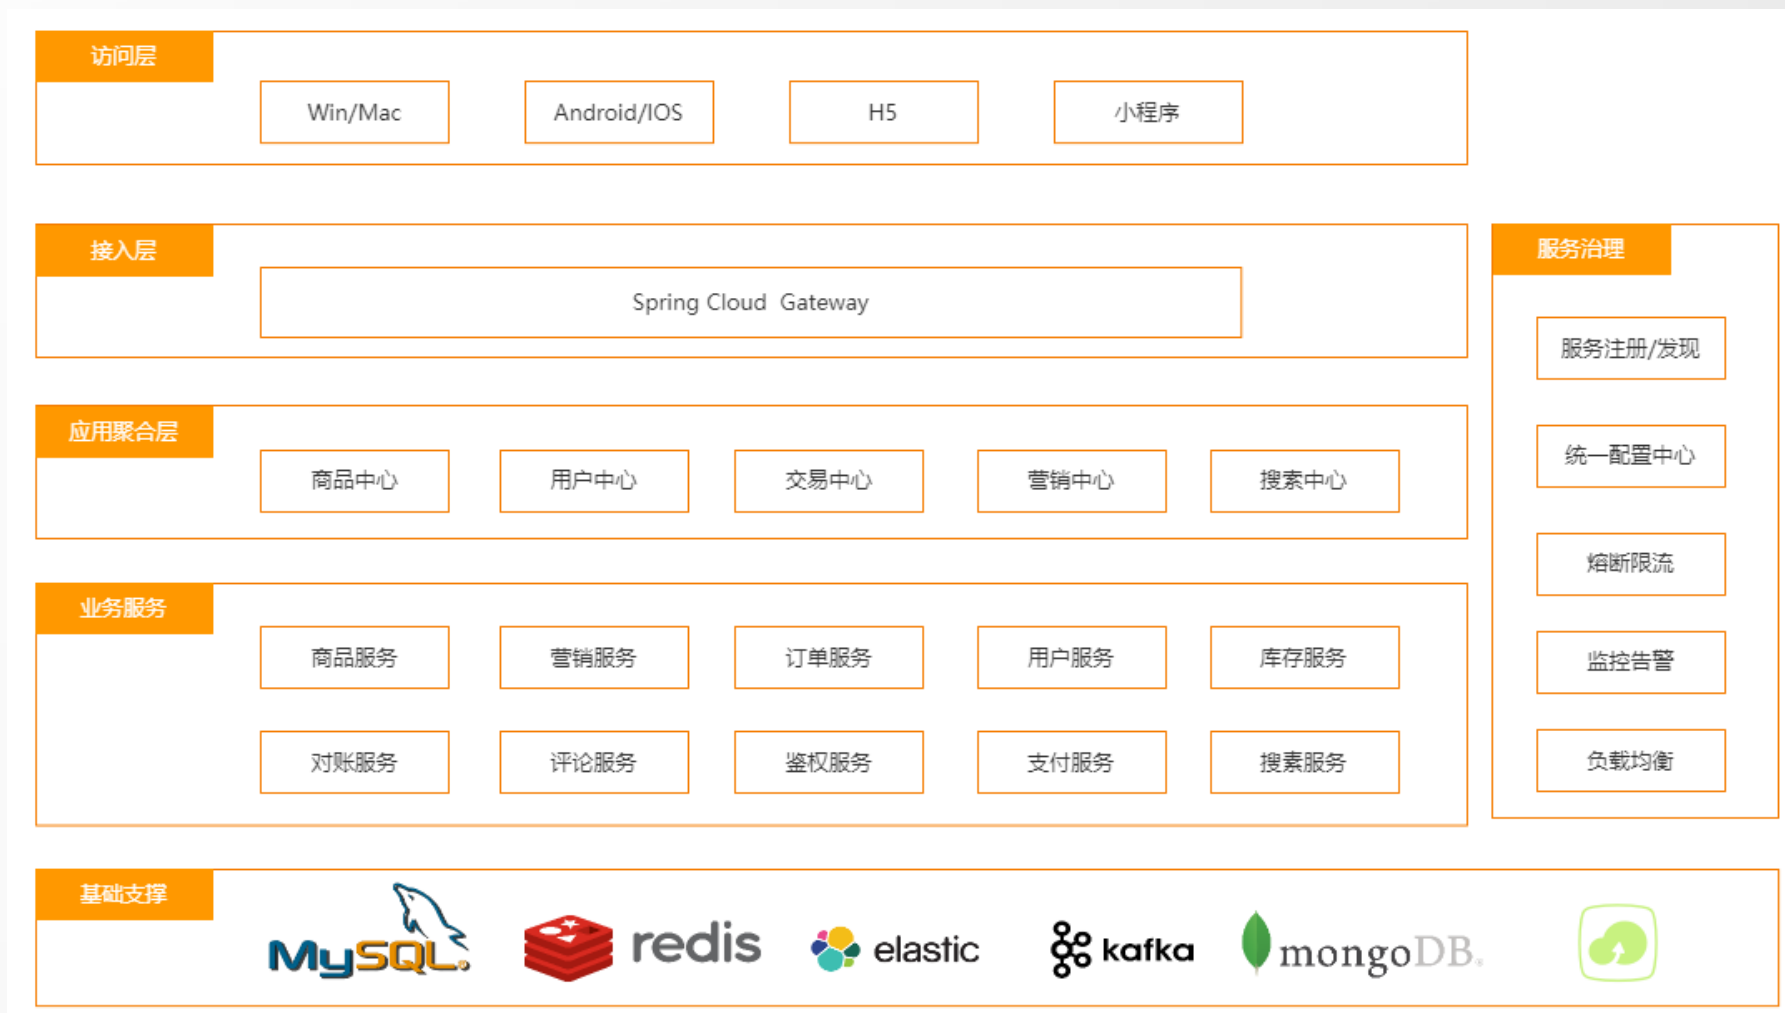 访问层
Win/Mac
Android/IOS
H5
小程序
接入层
Spring Cloud Gateway
应用聚合层
商品中心
用户中心
交易中心
营销中心
搜索中心
业务服务
商品服务
营销服务
订单服务
用户服务
库存服务
对账服务
评论服务
鉴权服务
支付服务
搜素服务
服务治理
服务注册/发现
统一配置中心
熔断限流
监控告警
负载均衡
基础支撑
MySQL
redis
elastic
kafka
mongoDB